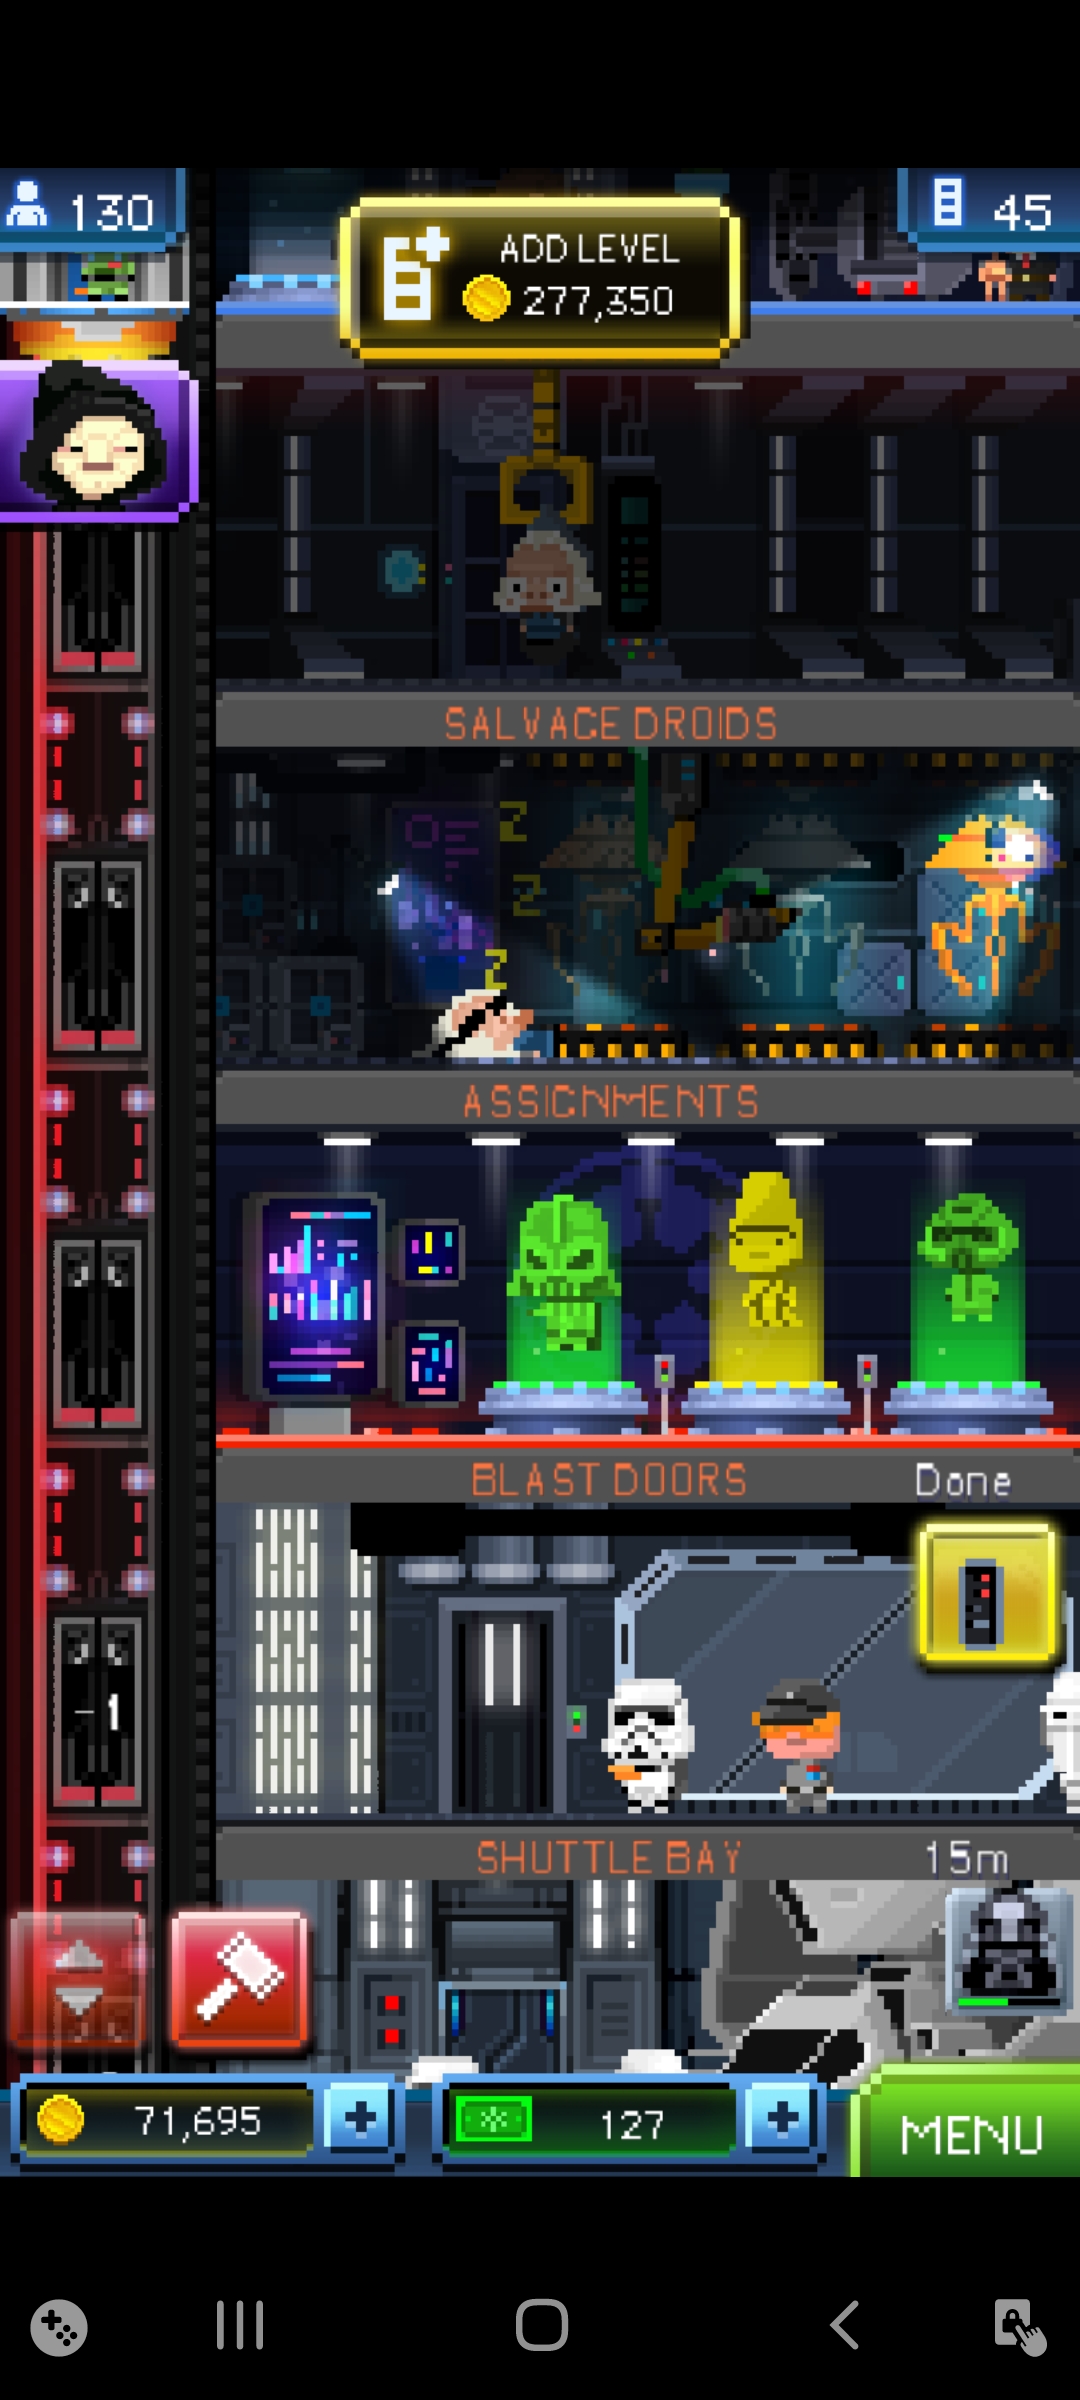 130
ADD LEVEL
277,350
45
SALVAGE DROIDS
Z
Z
Z
ASSIGNMENTS
BLAST DOORS Done
-1
SHUTTLE BAY 15m
71,695
127
MENU